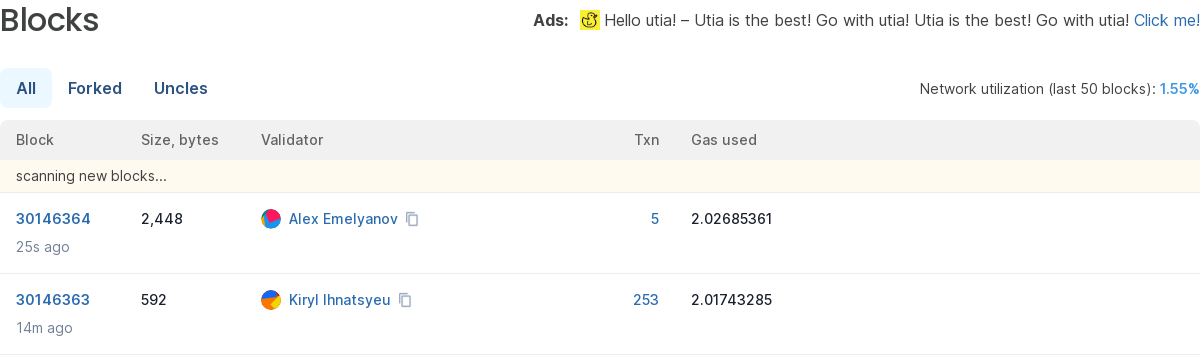 Blocks
Ads: Hello utia! – Utia is the best! Go with utia! Utia is the best! Go with utia! Click me!
All Forked Uncles
Network utilization (last 50 blocks): 1.55%
Block Size, bytes Validator Txn Gas used
scanning new blocks...
30146364 2,448 Alex Emelyanov 5 2.02685361
25s ago
30146363 592 Kiryl Ihnatsyeu 253 2.01743285
14m ago